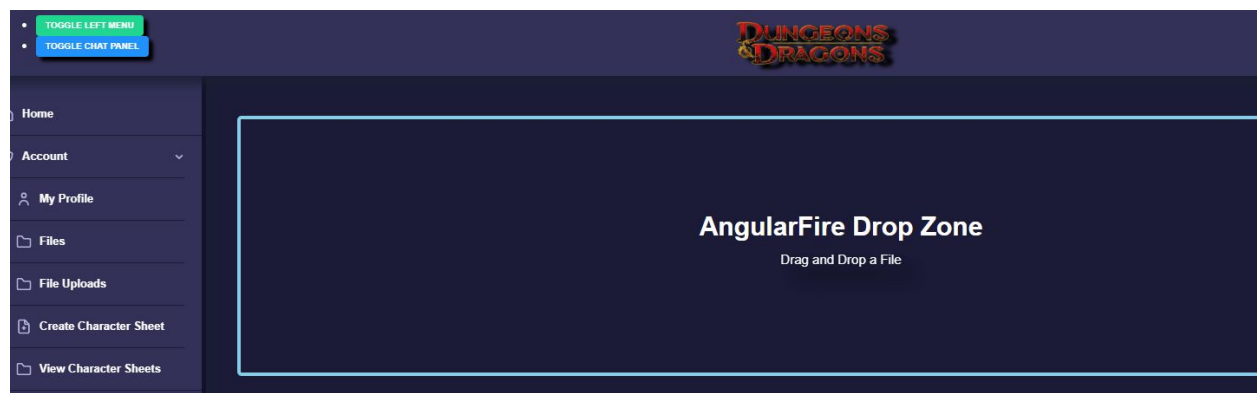 TOGGLE LEFT MENU
TOGGLE CHAT PANEL
DUNGEONS
& DRAGONS
Home
Account
My Profile
Files
File Uploads
Create Character Sheet
View Character Sheets
AngularFire Drop Zone
Drag and Drop a File